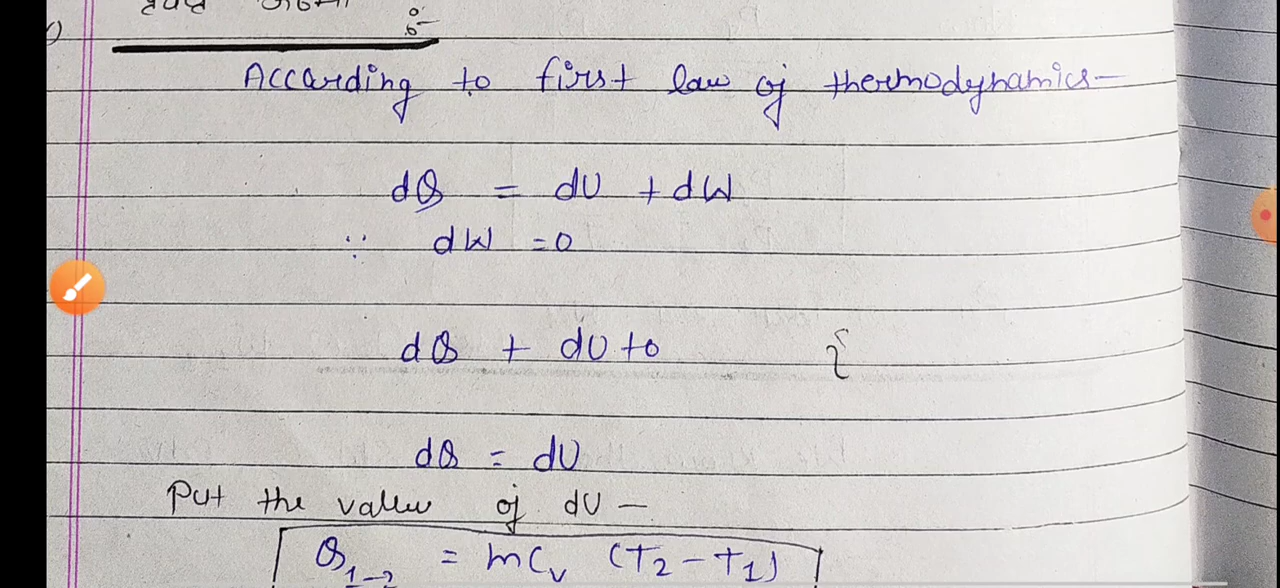 According to first law of thermodynamics-
dQ = dU + dW
∵ dW = 0
dQ + dU + 0 {
dQ = dU
Put the value of dU —
Q₁₋₂ = mCv (T₂ - T₁)